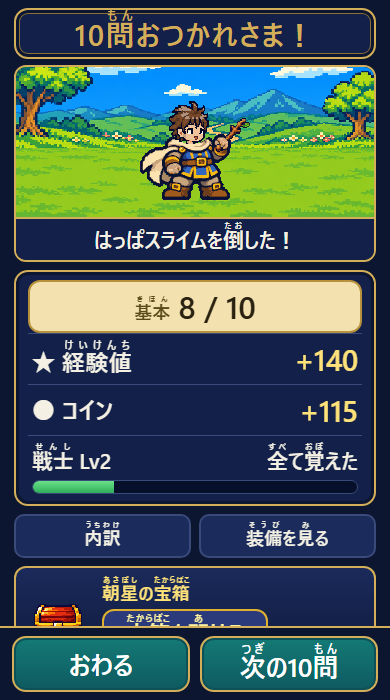 10問おつかれさま！
はっぱスライムを倒した！
基本 8 / 10
★ 経験値 +140
● コイン +115
戦士 Lv2 全て覚えた
内訳 装備を見る
朝星の宝箱
おわる 次の10問